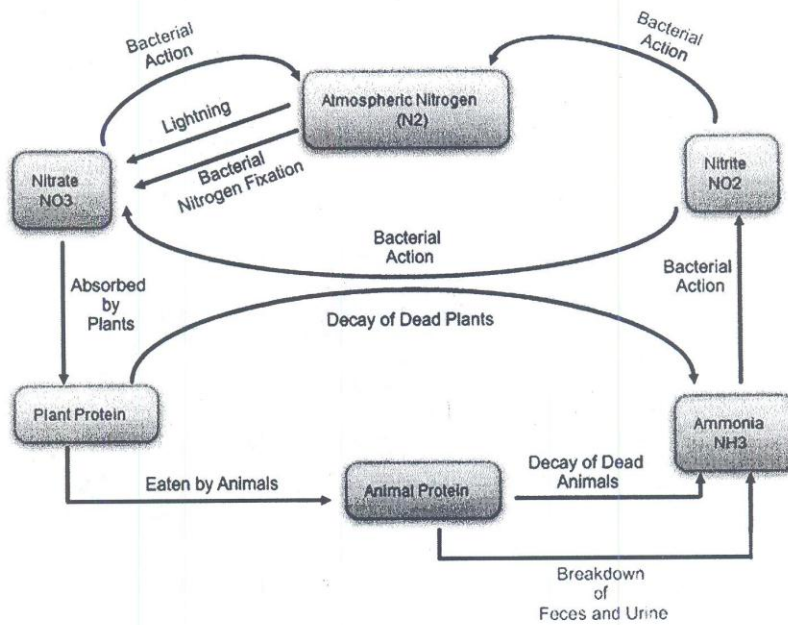 Bacterial
Action
Bacterial
Action
Atmospheric Nitrogen
(N2)
Lightning
Bacterial
Nitrogen Fixation
Nitrate
NO3
Nitrite
NO2
Bacterial
Action
Bacterial
Action
Absorbed
by
Plants
Decay of Dead Plants
Plant Protein
Ammonia
NH3
Eaten by Animals
Animal Protein
Decay of Dead
Animals
Breakdown
of
Feces and Urine